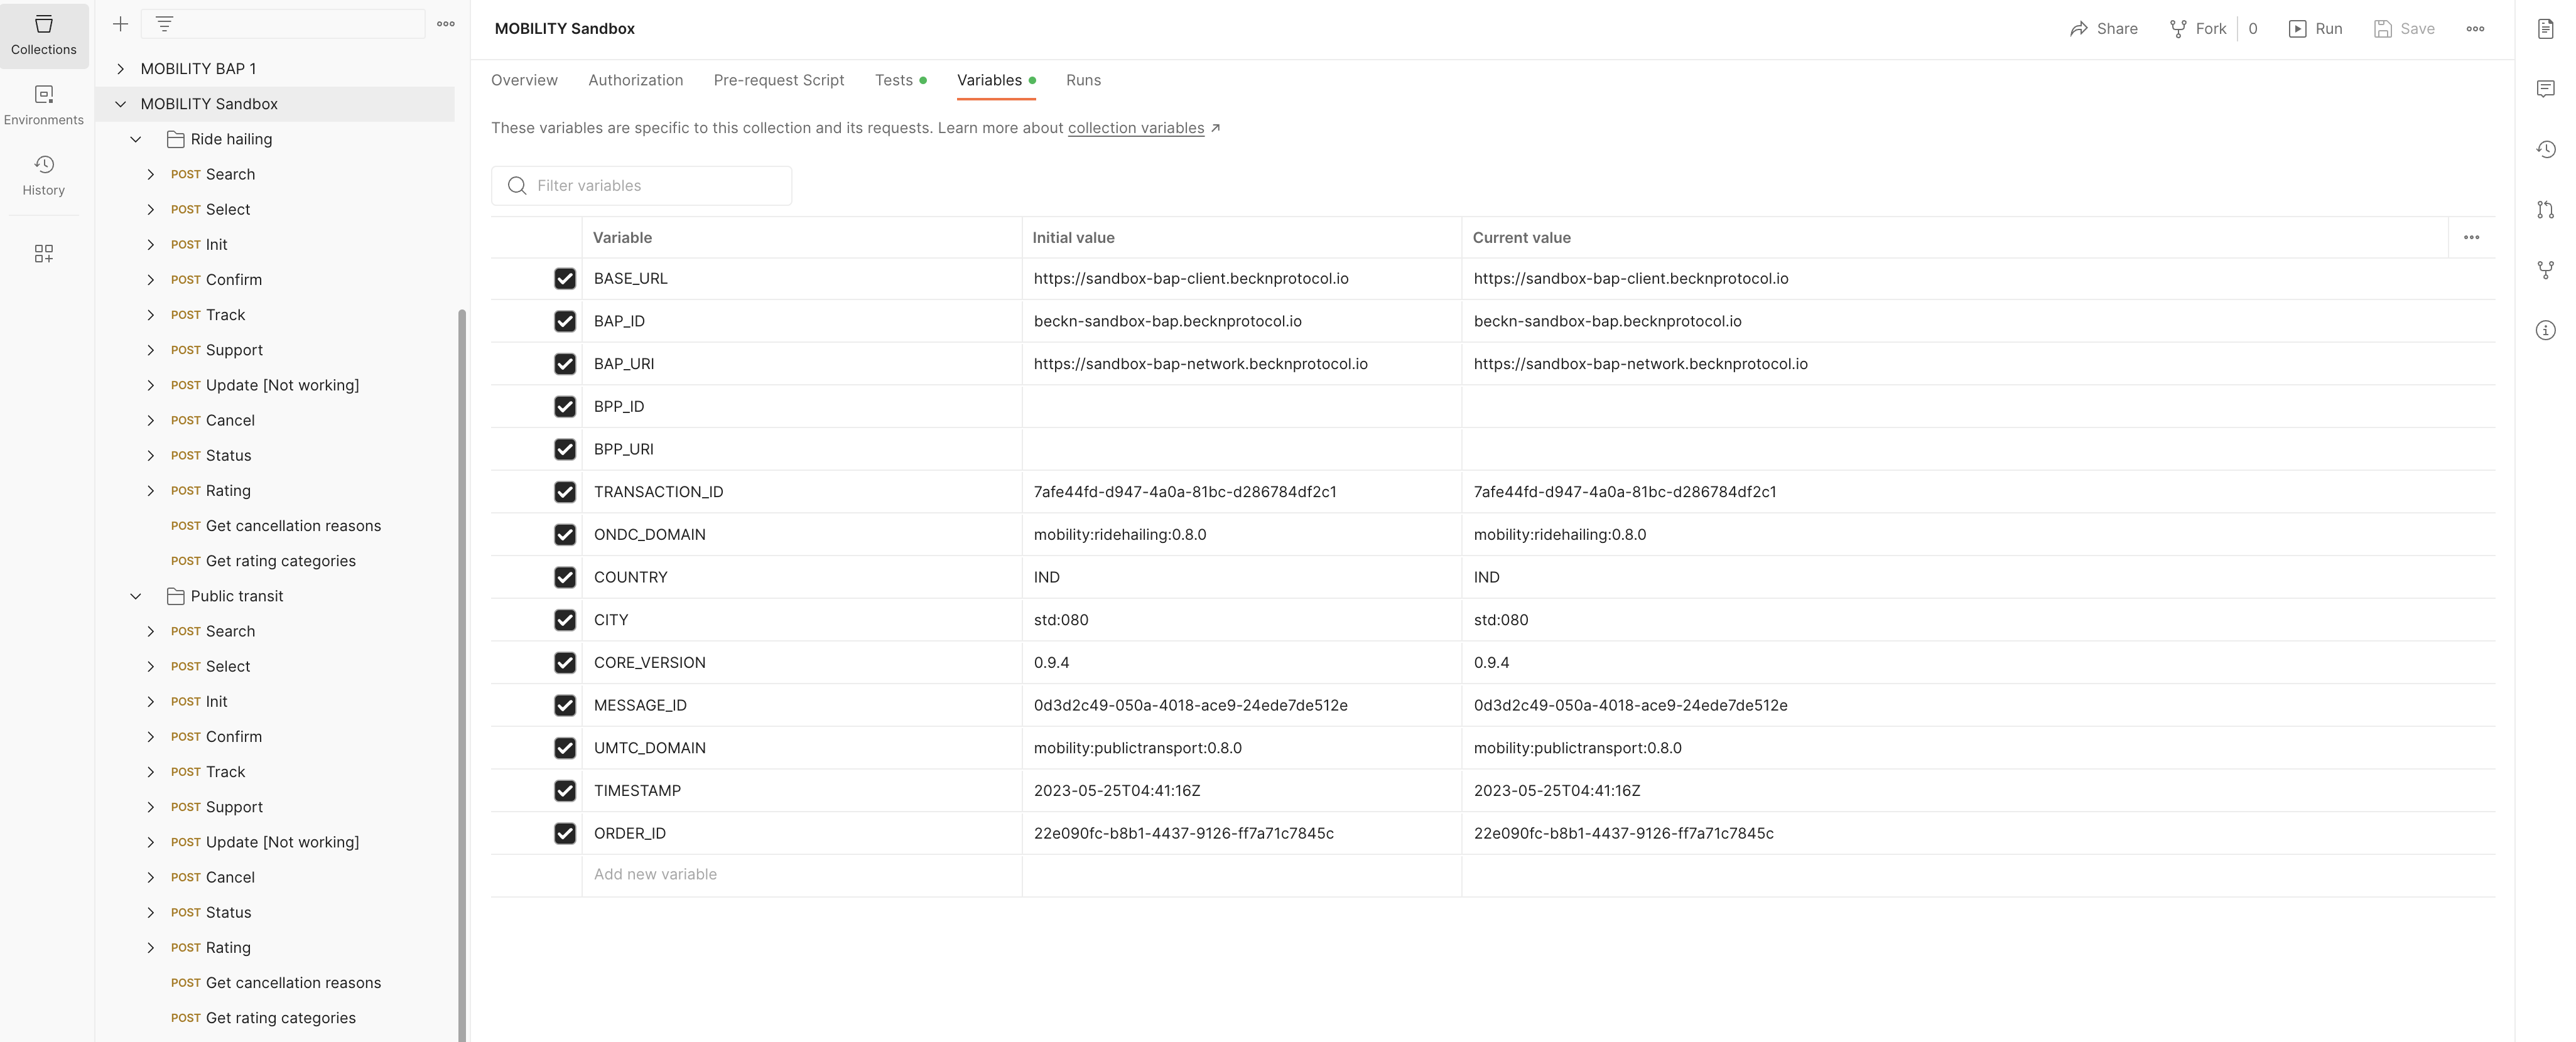 Collections
Environments
History
MOBILITY BAP 1
MOBILITY Sandbox
Ride hailing
POST Search
POST Select
POST Init
POST Confirm
POST Track
POST Support
POST Update [Not working]
POST Cancel
POST Status
POST Rating
POST Get cancellation reasons
POST Get rating categories
Public transit
POST Search
POST Select
POST Init
POST Confirm
POST Track
POST Support
POST Update [Not working]
POST Cancel
POST Status
POST Rating
POST Get cancellation reasons
POST Get rating categories
MOBILITY Sandbox Share Fork 0 Run Save
Overview Authorization Pre-request Script Tests Variables Runs
These variables are specific to this collection and its requests. Learn more about collection variables ↗
Filter variables
Variable Initial value Current value
BASE_URL https://sandbox-bap-client.becknprotocol.io https://sandbox-bap-client.becknprotocol.io
BAP_ID beckn-sandbox-bap.becknprotocol.io beckn-sandbox-bap.becknprotocol.io
BAP_URI https://sandbox-bap-network.becknprotocol.io https://sandbox-bap-network.becknprotocol.io
BPP_ID
BPP_URI
TRANSACTION_ID 7afe44fd-d947-4a0a-81bc-d286784df2c1 7afe44fd-d947-4a0a-81bc-d286784df2c1
ONDC_DOMAIN mobility:ridehailing:0.8.0 mobility:ridehailing:0.8.0
COUNTRY IND IND
CITY std:080 std:080
CORE_VERSION 0.9.4 0.9.4
MESSAGE_ID 0d3d2c49-050a-4018-ace9-24ede7de512e 0d3d2c49-050a-4018-ace9-24ede7de512e
UMTC_DOMAIN mobility:publictransport:0.8.0 mobility:publictransport:0.8.0
TIMESTAMP 2023-05-25T04:41:16Z 2023-05-25T04:41:16Z
ORDER_ID 22e090fc-b8b1-4437-9126-ff7a71c7845c 22e090fc-b8b1-4437-9126-ff7a71c7845c
Add new variable